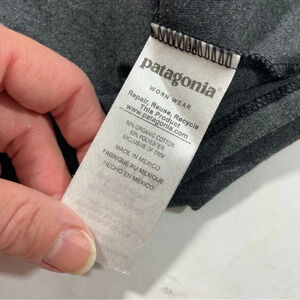 patagonia
WORN WEAR
Repair, Reuse, Recycle
This Product
www.patagonia.com
50% ORGANIC COTTON
50% POLYESTER
EXCLUSIVE OF TRIM
MADE IN MEXICO
FABRIQUÉ AU MEXIQUE
HECHO EN MÉXICO